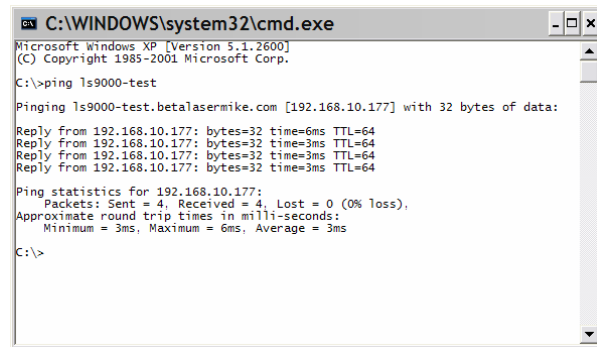 C:\WINDOWS\system32\cmd.exe
Microsoft Windows XP [Version 5.1.2600]
(C) Copyright 1985-2001 Microsoft Corp.
C:\>ping ls9000-test
Pinging ls9000-test.betalasermike.com [192.168.10.177] with 32 bytes of data:
Reply from 192.168.10.177: bytes=32 time=6ms TTL=64
Reply from 192.168.10.177: bytes=32 time=3ms TTL=64
Reply from 192.168.10.177: bytes=32 time=3ms TTL=64
Reply from 192.168.10.177: bytes=32 time=3ms TTL=64
Ping statistics for 192.168.10.177:
    Packets: Sent = 4, Received = 4, Lost = 0 (0% loss),
Approximate round trip times in milli-seconds:
    Minimum = 3ms, Maximum = 6ms, Average = 3ms
C:\>